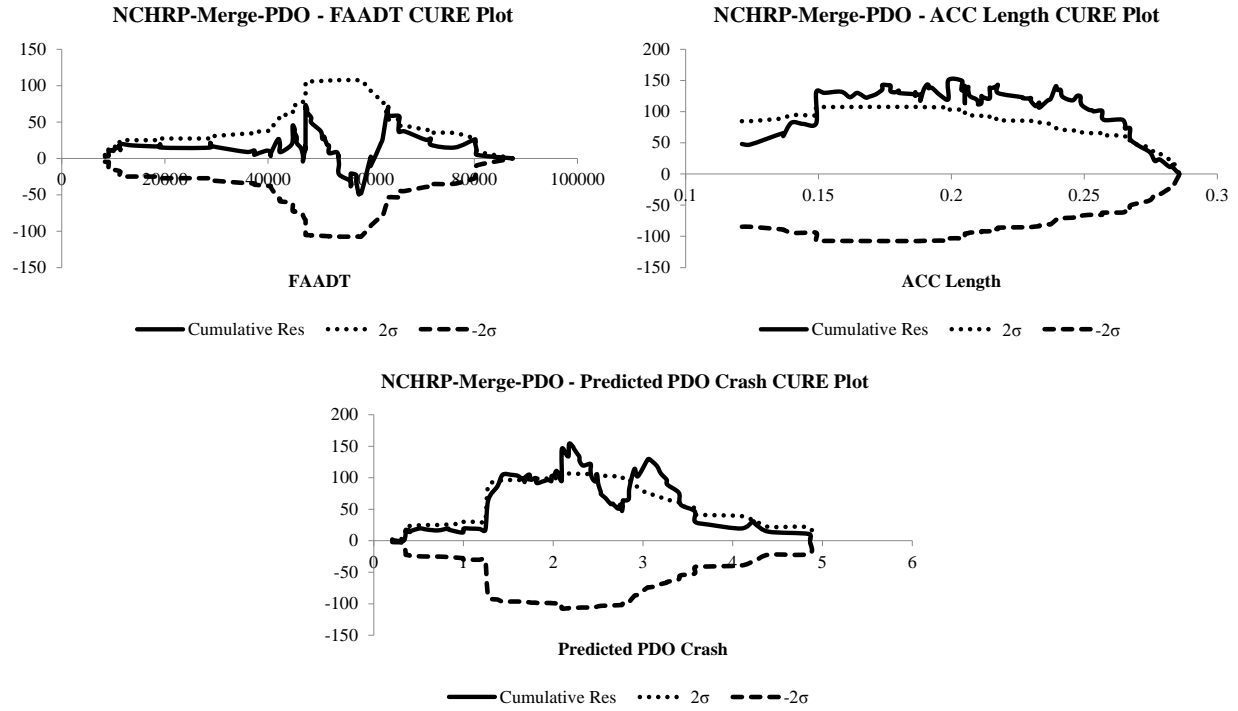 NCHRP-Merge-PDO - FAADT CURE Plot
150
100
50
0
-50
-100
-150
0
20000
40000
60000
80000
100000
FAADT
Cumulative Res
2σ
-2σ
NCHRP-Merge-PDO - ACC Length CURE Plot
200
150
100
50
0
-50
-100
-150
0.1
0.15
0.2
0.25
0.3
ACC Length
Cumulative Res
2σ
-2σ
NCHRP-Merge-PDO - Predicted PDO Crash CURE Plot
200
150
100
50
0
-50
-100
-150
0
1
2
3
4
5
6
Predicted PDO Crash
Cumulative Res
2σ
-2σ